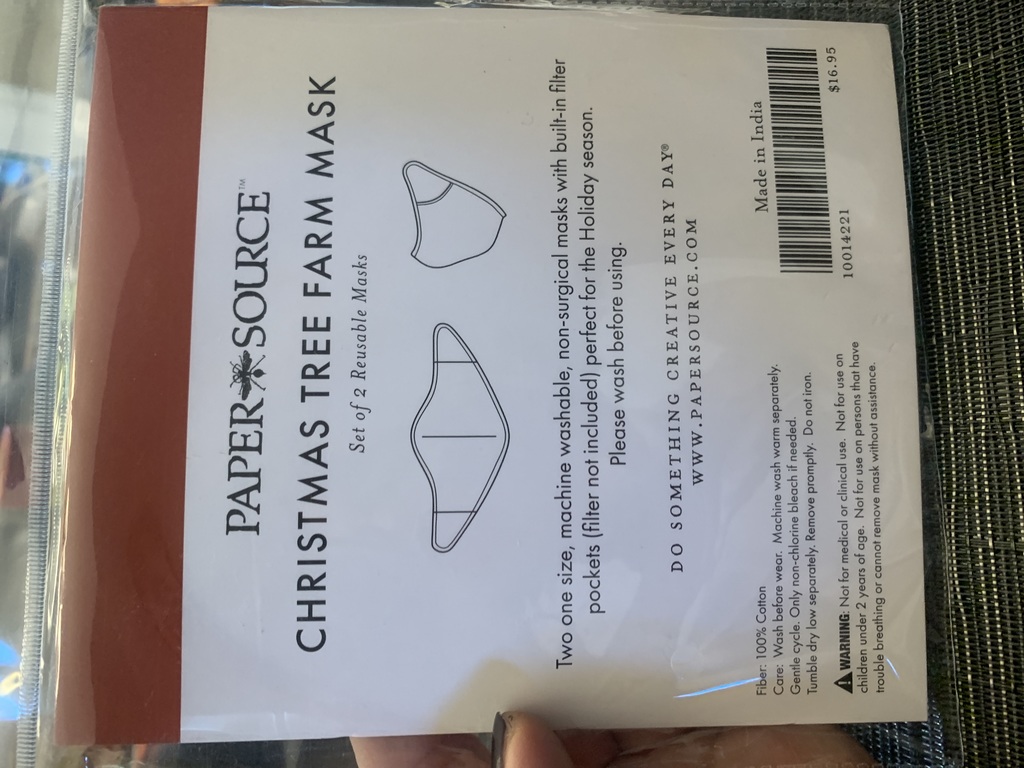 PAPER SOURCE™
CHRISTMAS TREE FARM MASK
Set of 2 Reusable Masks
Two one size, machine washable, non-surgical masks with built-in filter
pockets (filter not included) perfect for the Holiday season.
Please wash before using.
DO SOMETHING CREATIVE EVERY DAY®
WWW.PAPERSOURCE.COM
Fiber: 100% Cotton
Care: Wash before wear. Machine wash warm separately.
Gentle cycle. Only non-chlorine bleach if needed.
Tumble dry low separately. Remove promptly. Do not iron.
WARNING: Not for medical or clinical use. Not for use on
children under 2 years of age. Not for use on persons that have
trouble breathing or cannot remove mask without assistance.
Made in India
10014221
$16.95